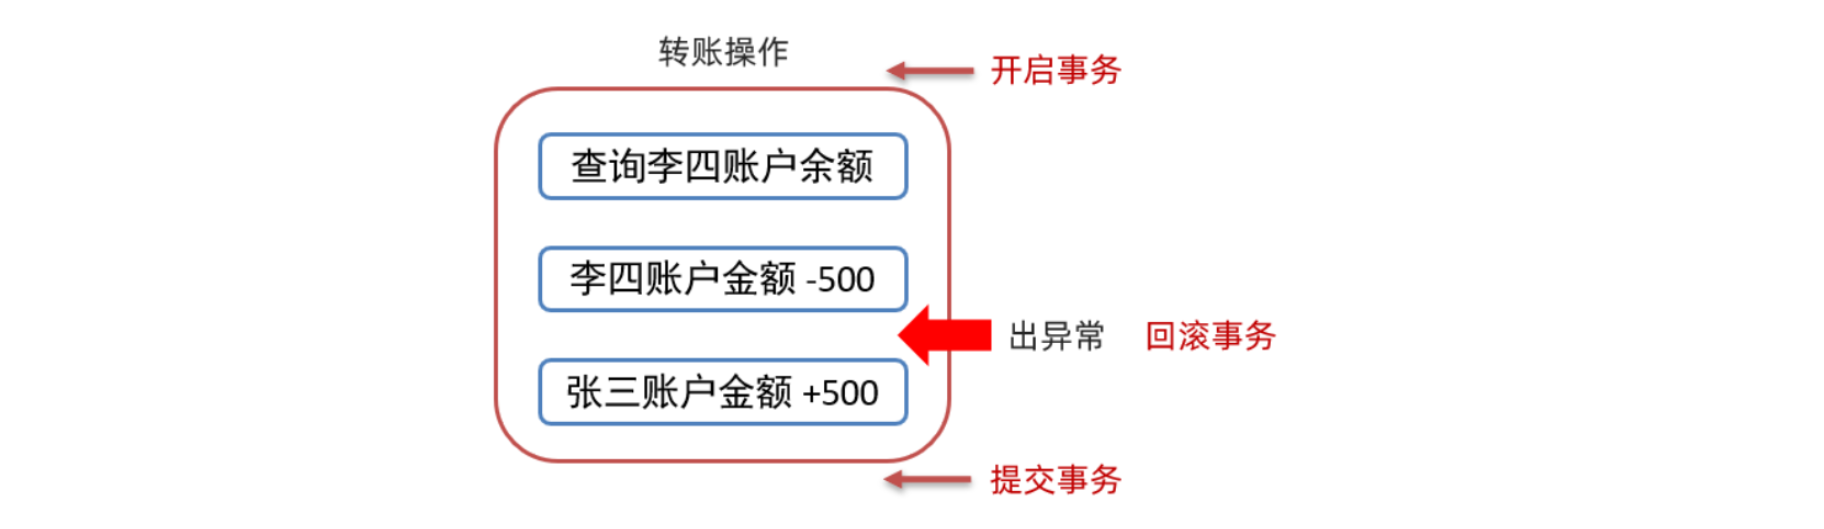 转账操作
开启事务
查询李四账户余额
李四账户金额 -500
出异常 回滚事务
张三账户金额 +500
提交事务